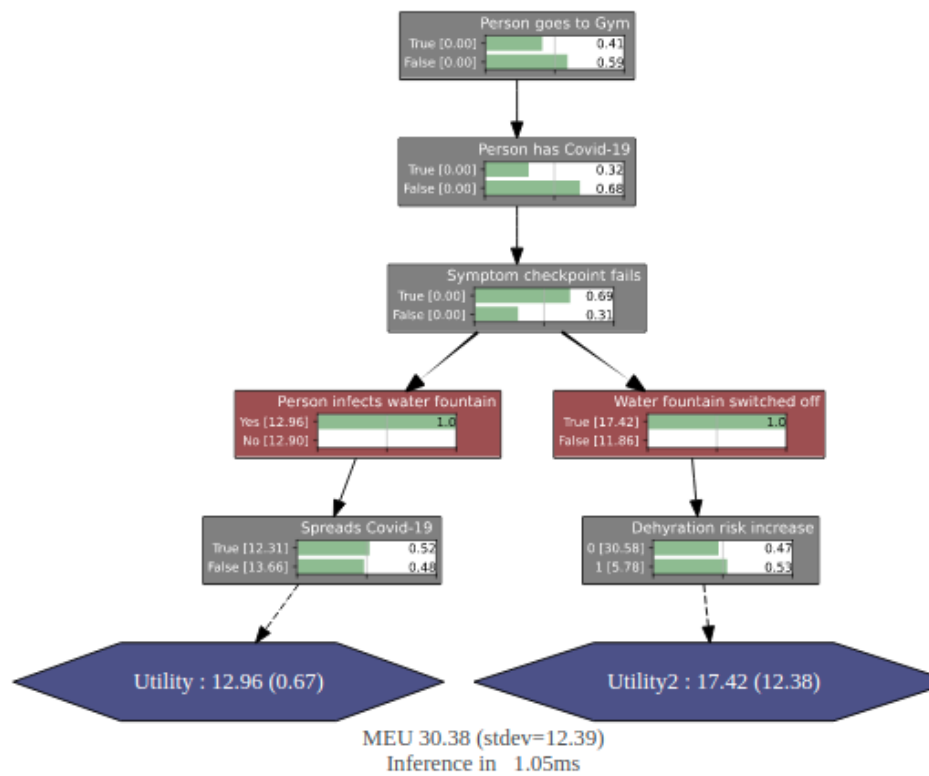 Person goes to Gym
True [0.00] 0.41
False [0.00] 0.59
Person has Covid-19
True [0.00] 0.32
False [0.00] 0.68
Symptom checkpoint fails
True [0.00] 0.69
False [0.00] 0.31
Person infects water fountain
Yes [12.96] 1.0
No [12.90]
Water fountain switched off
True [17.42] 1.0
False [11.86]
Spreads Covid-19
True [12.31] 0.52
False [13.66] 0.48
Dehyration risk increase
0 [30.58] 0.47
1 [5.78] 0.53
Utility : 12.96 (0.67)
Utility2 : 17.42 (12.38)
MEU 30.38 (stdev=12.39)
Inference in 1.05ms